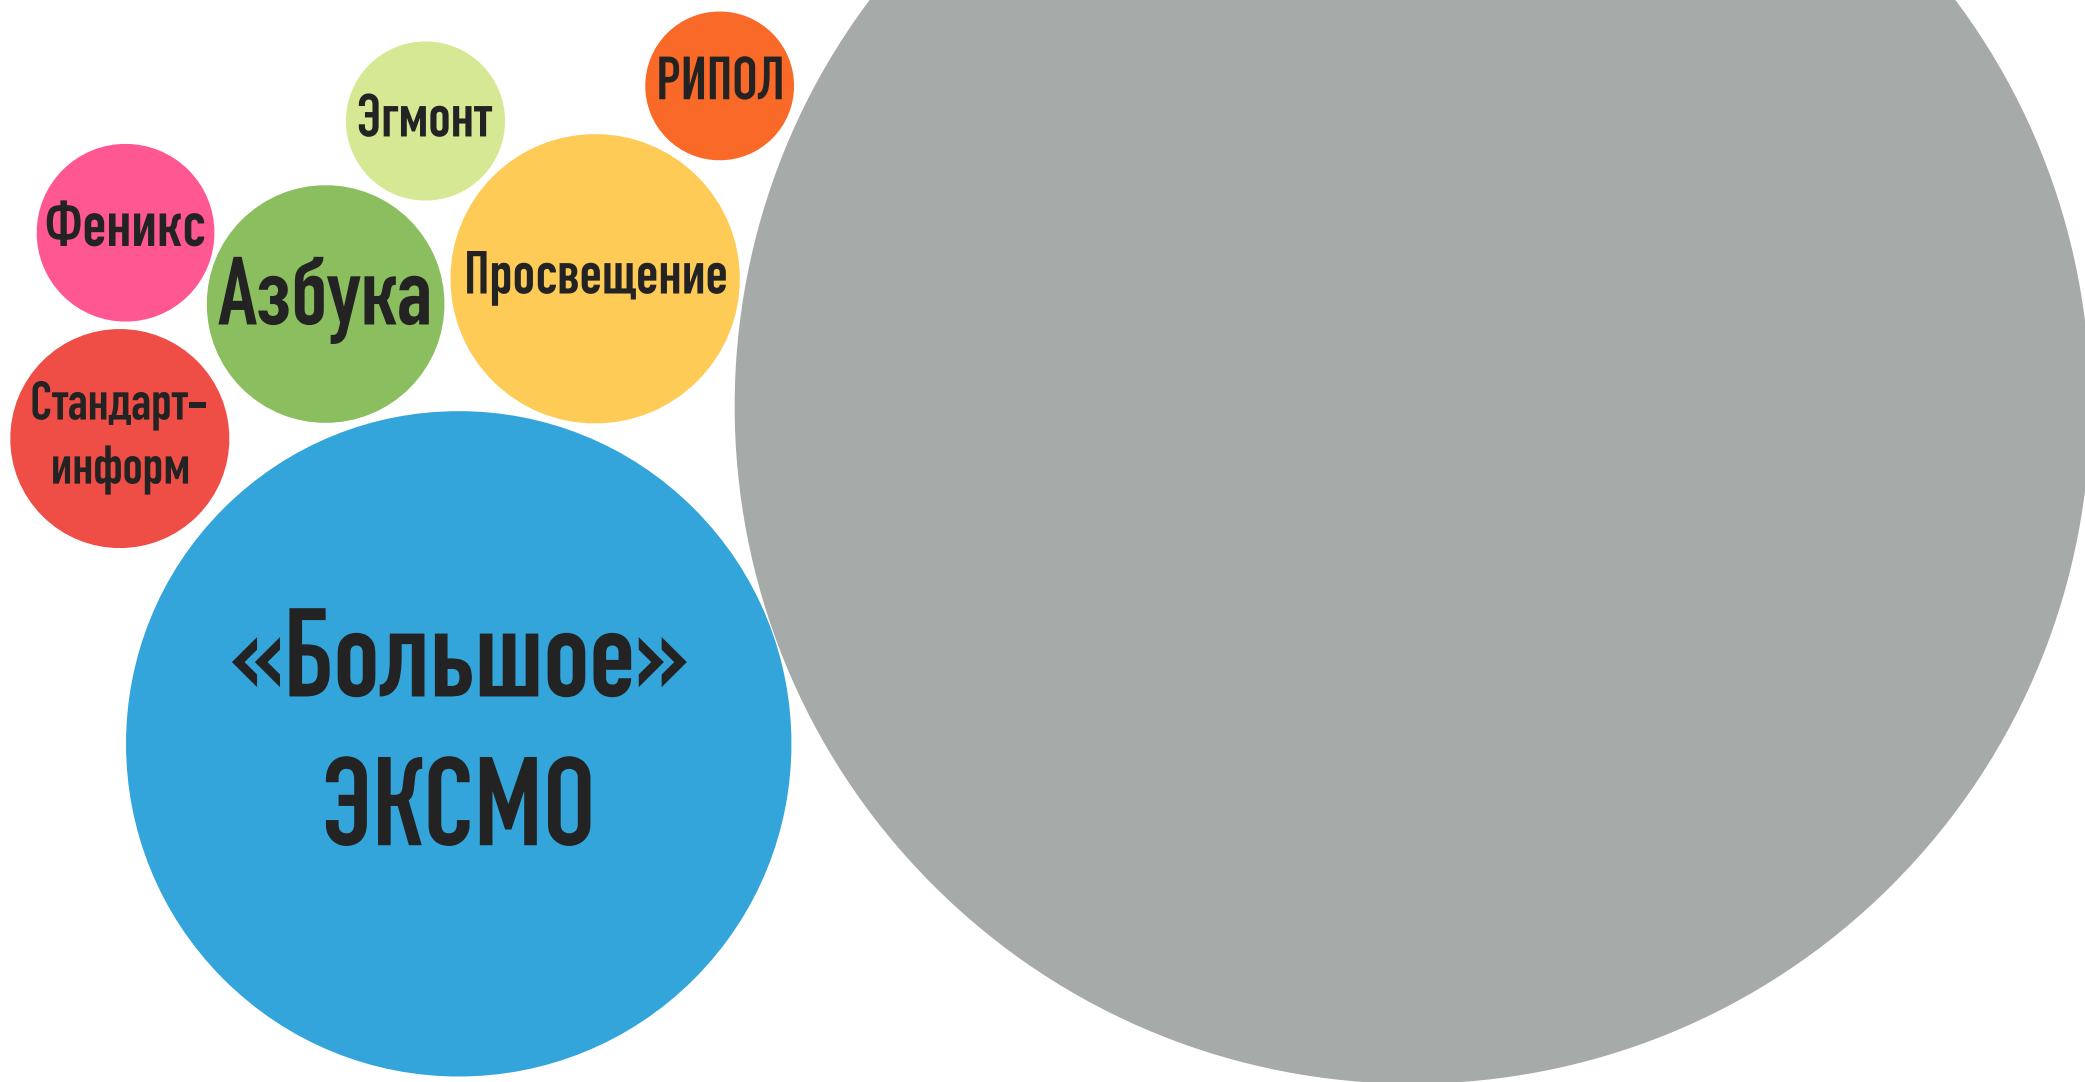 РИПОЛ
Эгмонт
Феникс
Азбука
Просвещение
Стандарт-
информ
«Большое»
ЭКСМО